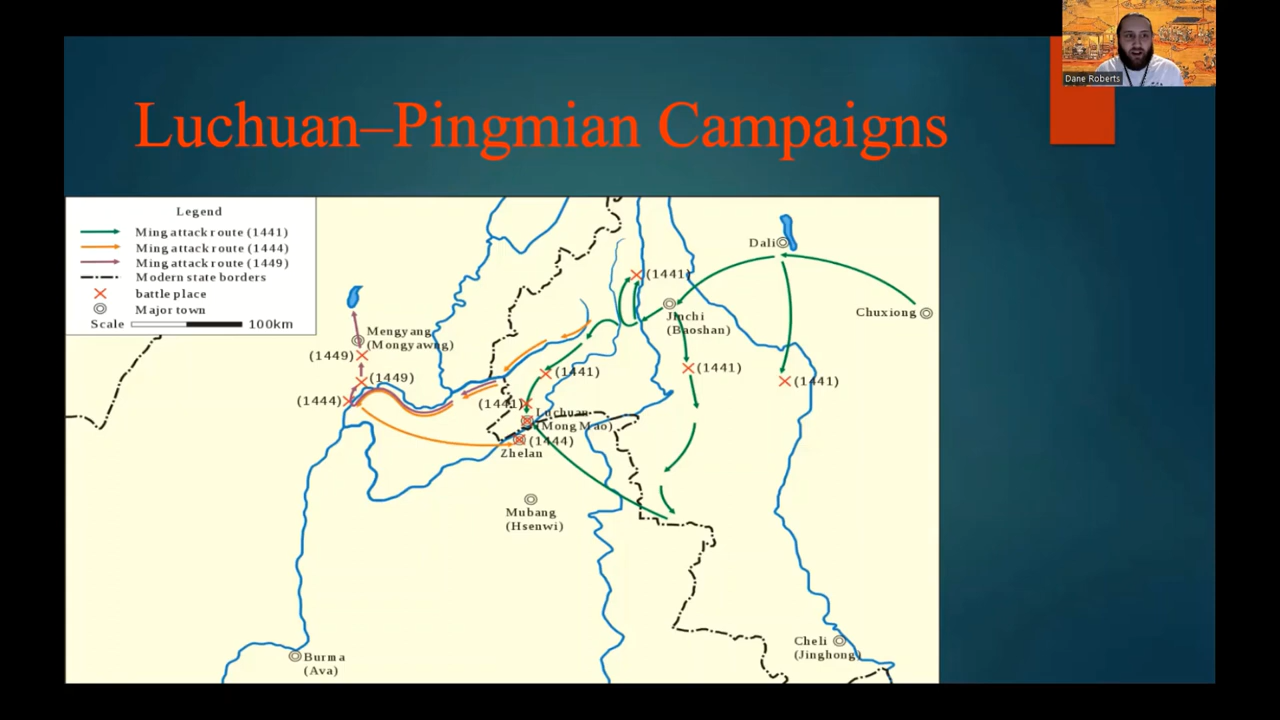 Dane Roberts
Luchuan–Pingmian Campaigns
Legend
Ming attack route (1441)
Ming attack route (1444)
Ming attack route (1449)
Modern state borders
battle place
Major town
Scale 100km
Dali
(1441)
Chuxiong
Jinchi
(Baoshan)
Mengyang
(Mongyawng)
(1449)
(1441)
(1441)
(1449)
(1441)
(1444)
(1441)
Luchuan
(Mong Mao)
(1444)
Zhelan
Mubang
(Hsenwi)
Cheli
(Jinghong)
Burma
(Ava)